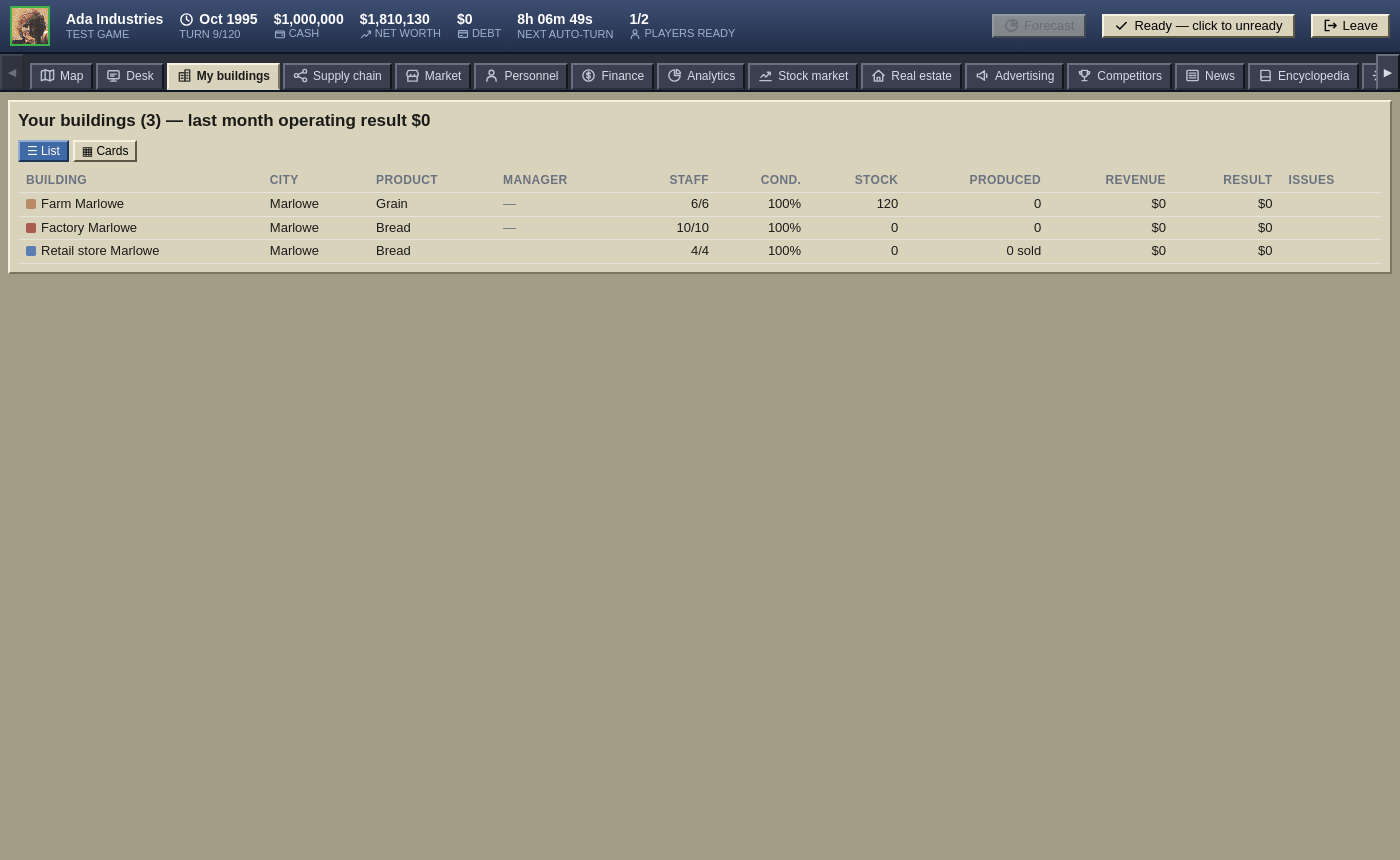 Ada Industries
TEST GAME
Oct 1995
TURN 9/120
$1,000,000
CASH
$1,810,130
NET WORTH
$0
DEBT
8h 06m 49s
NEXT AUTO-TURN
1/2
PLAYERS READY
Forecast
Ready — click to unready
Leave
Map Desk My buildings Supply chain Market Personnel Finance Analytics Stock market Real estate Advertising Competitors News Encyclopedia
Your buildings (3) — last month operating result $0
List Cards
BUILDING CITY PRODUCT MANAGER STAFF COND. STOCK PRODUCED REVENUE RESULT ISSUES
Farm Marlowe Marlowe Grain — 6/6 100% 120 0 $0 $0
Factory Marlowe Marlowe Bread — 10/10 100% 0 0 $0 $0
Retail store Marlowe Marlowe Bread 4/4 100% 0 0 sold $0 $0